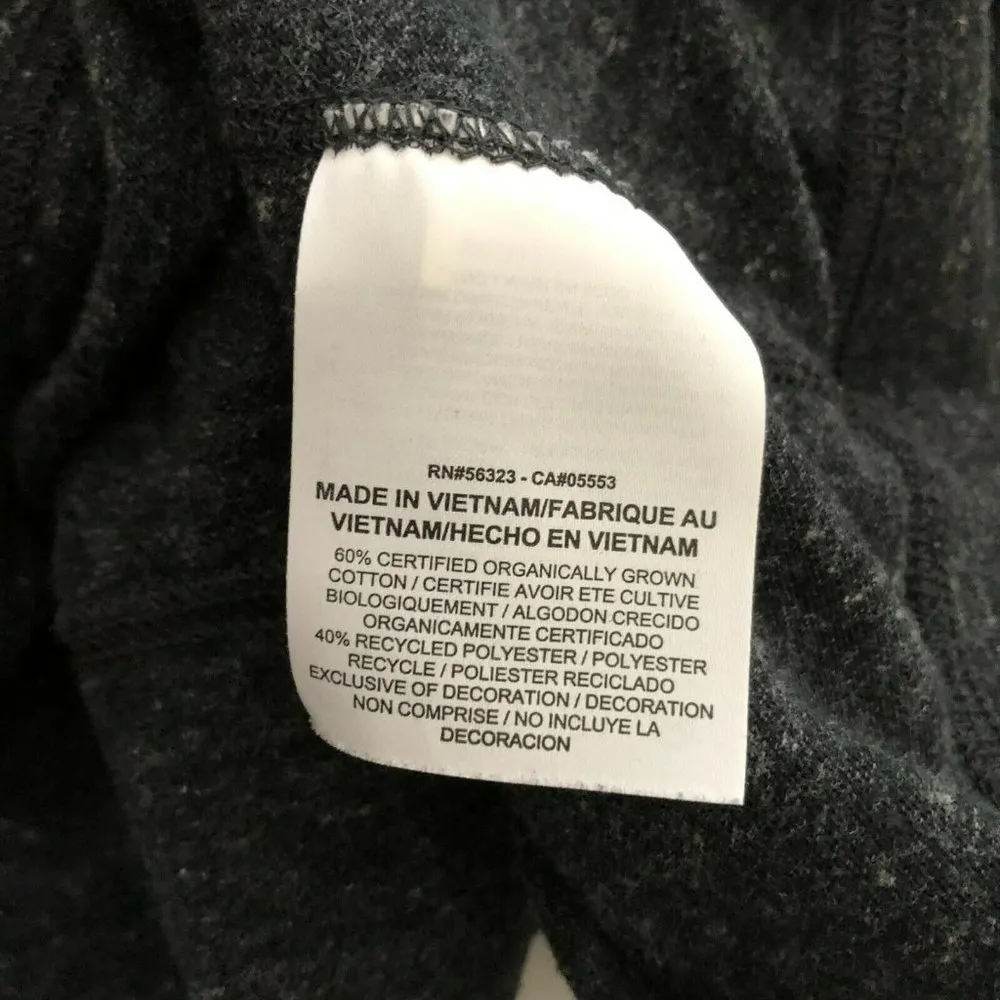 RN#56323 - CA#05553
MADE IN VIETNAM/FABRIQUE AU
VIETNAM/HECHO EN VIETNAM
60% CERTIFIED ORGANICALLY GROWN
COTTON / CERTIFIE AVOIR ETE CULTIVE
BIOLOGIQUEMENT / ALGODON CRECIDO
ORGANICAMENTE CERTIFICADO
40% RECYCLED POLYESTER / POLYESTER
RECYCLE / POLIESTER RECICLADO
EXCLUSIVE OF DECORATION / DECORATION
NON COMPRISE / NO INCLUYE LA
DECORACION